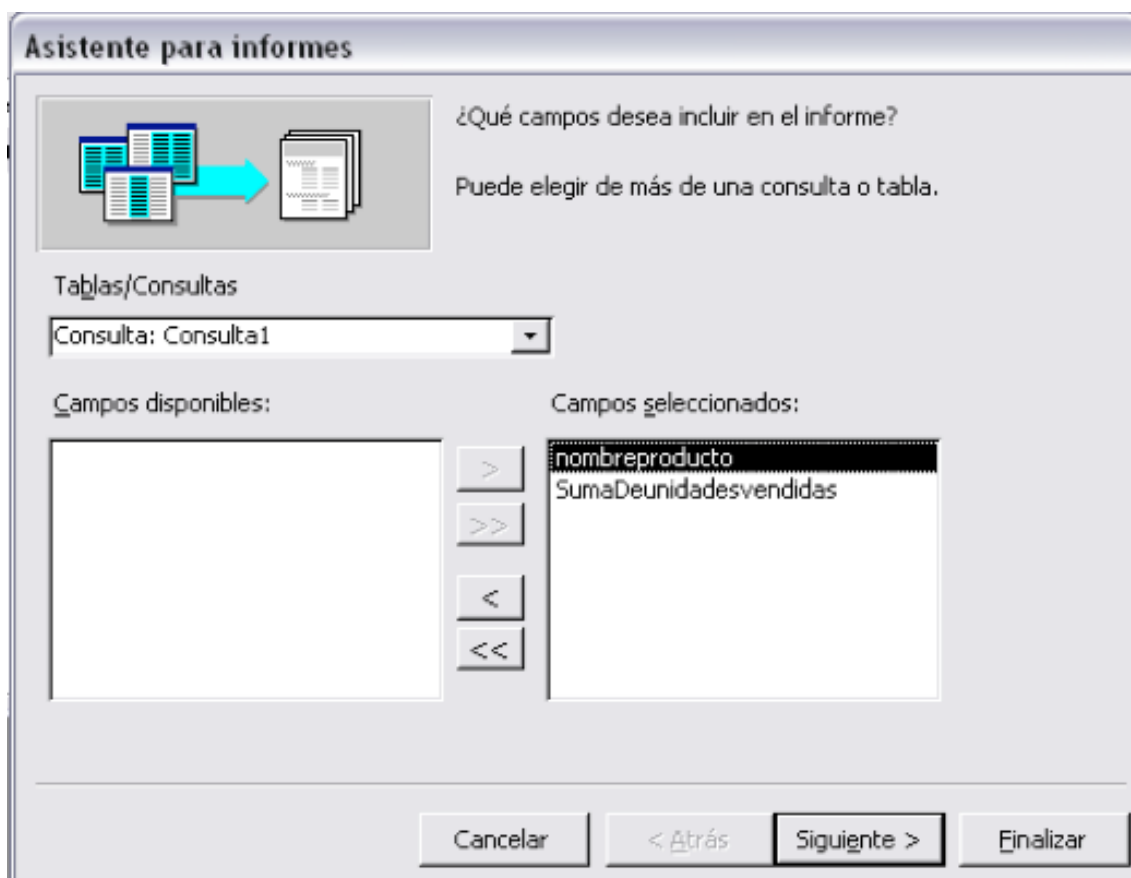 Asistente para informes
¿Qué campos desea incluir en el informe?
Puede elegir de más de una consulta o tabla.
Tablas/Consultas
Consulta: Consulta1
Campos disponibles:
Campos seleccionados:
nombreproducto
SumaDeunidadesvendidas
>
>>
<
<<
Cancelar
< Atrás
Siguiente >
Finalizar